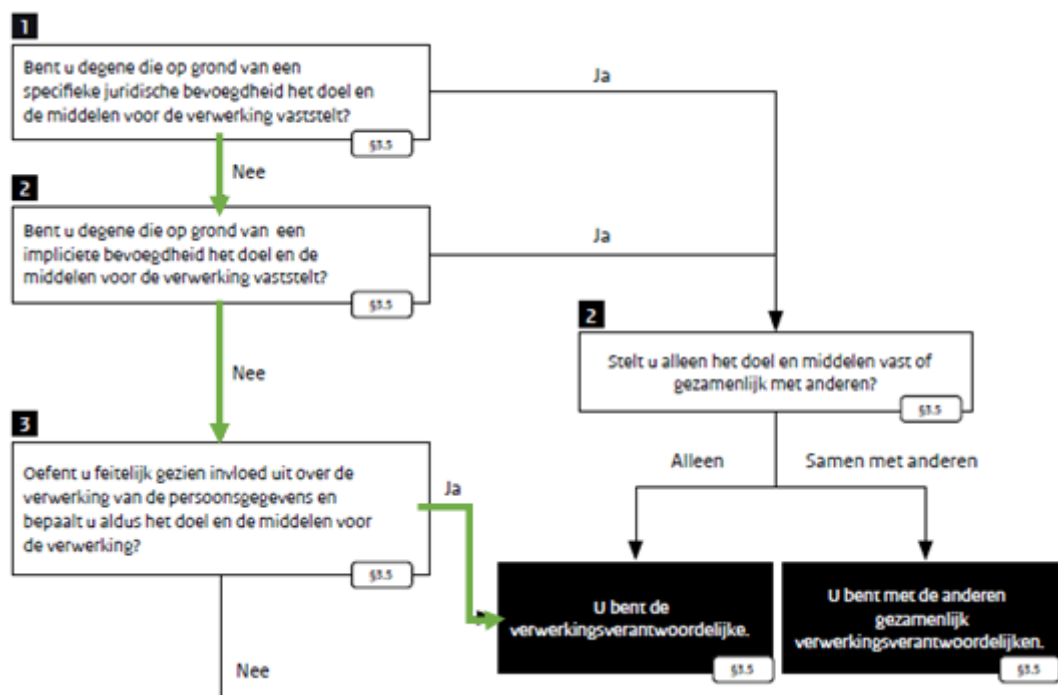 1
Bent u degene die op grond van een
specifieke juridische bevoegdheid het doel en
de middelen voor de verwerking vaststelt?
§3.5
Ja
Nee
2
Bent u degene die op grond van een
impliciete bevoegdheid het doel en de
middelen voor de verwerking vaststelt?
§3.5
Ja
Nee
2
Stelt u alleen het doel en middelen vast of
gezamenlijk met anderen?
§3.5
Alleen
Samen met anderen
3
Oefent u feitelijk gezien invloed uit over de
verwerking van de persoonsgegevens en
bepaalt u aldus het doel en de middelen voor
de verwerking?
§3.5
Ja
Nee
U bent de
verwerkingsverantwoordelijke.
§3.5
U bent met de anderen
gezamenlijk
verwerkingsverantwoordelijken.
§3.5